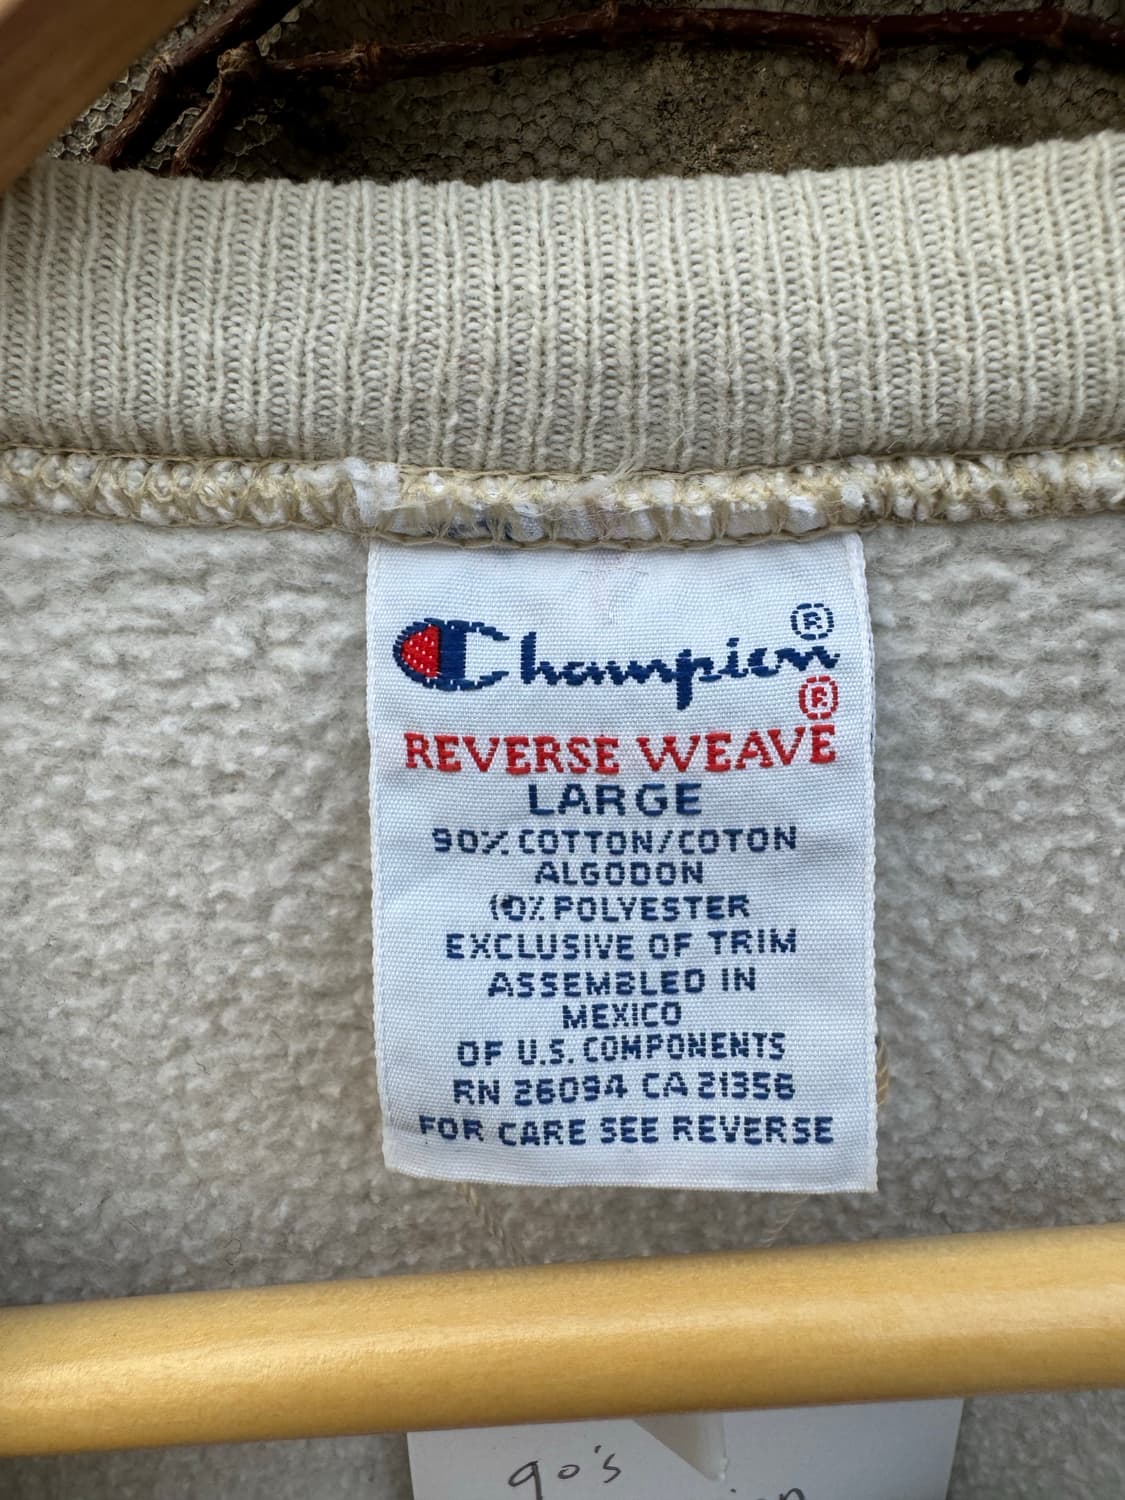 Champion®
®
REVERSE WEAVE
LARGE
90% COTTON/COTON
ALGODON
10% POLYESTER
EXCLUSIVE OF TRIM
ASSEMBLED IN
MEXICO
OF U.S. COMPONENTS
RN 26094 CA 21356
FOR CARE SEE REVERSE
90's